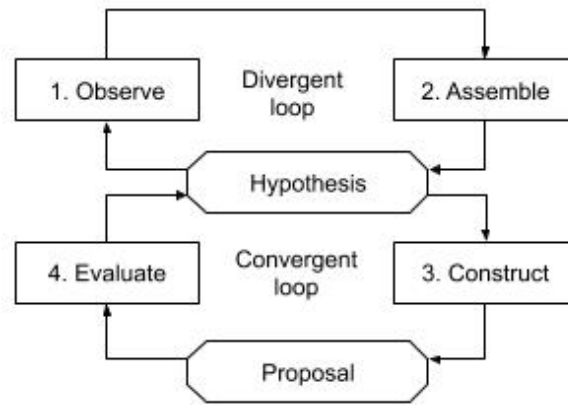 1. Observe
Divergent
loop
2. Assemble
Hypothesis
4. Evaluate
Convergent
loop
3. Construct
Proposal